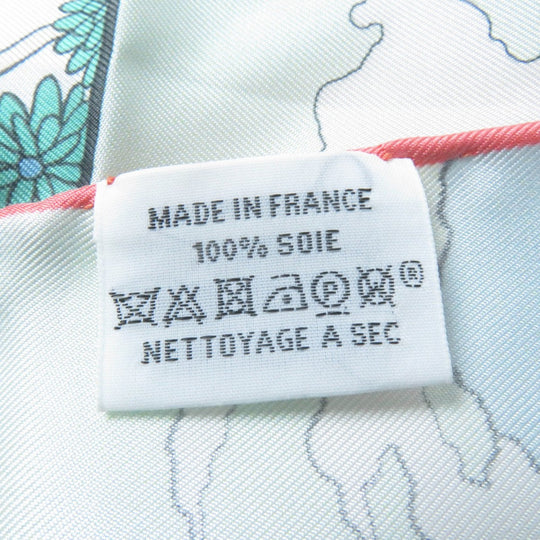 MADE IN FRANCE
100% SOIE
P ®
NETTOYAGE A SEC